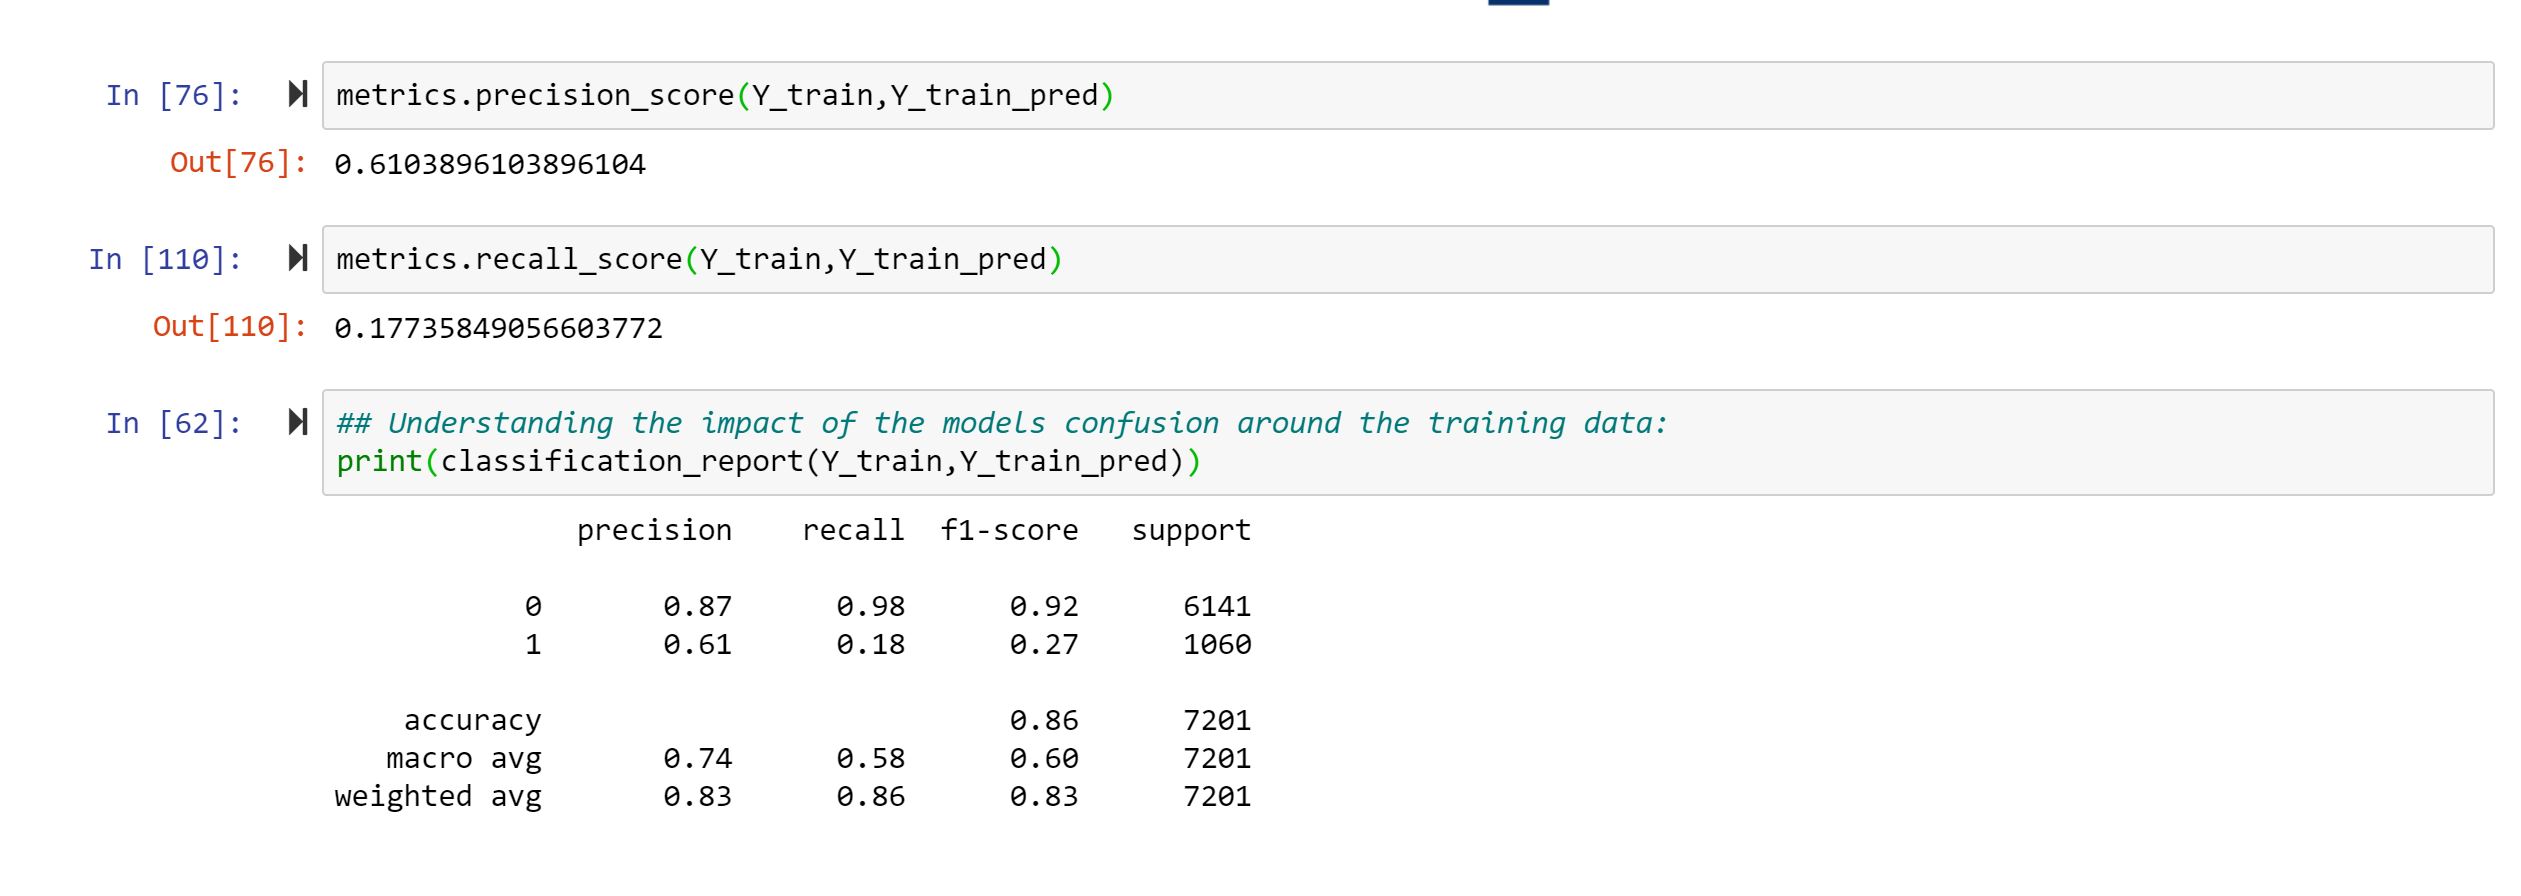 In [76]: metrics.precision_score(Y_train,Y_train_pred)
Out[76]: 0.6103896103896104
In [110]: metrics.recall_score(Y_train,Y_train_pred)
Out[110]: 0.17735849056603772
In [62]: ## Understanding the impact of the models confusion around the training data:
print(classification_report(Y_train,Y_train_pred))
precision recall f1-score support
0 0.87 0.98 0.92 6141
1 0.61 0.18 0.27 1060
accuracy 0.86 7201
macro avg 0.74 0.58 0.60 7201
weighted avg 0.83 0.86 0.83 7201